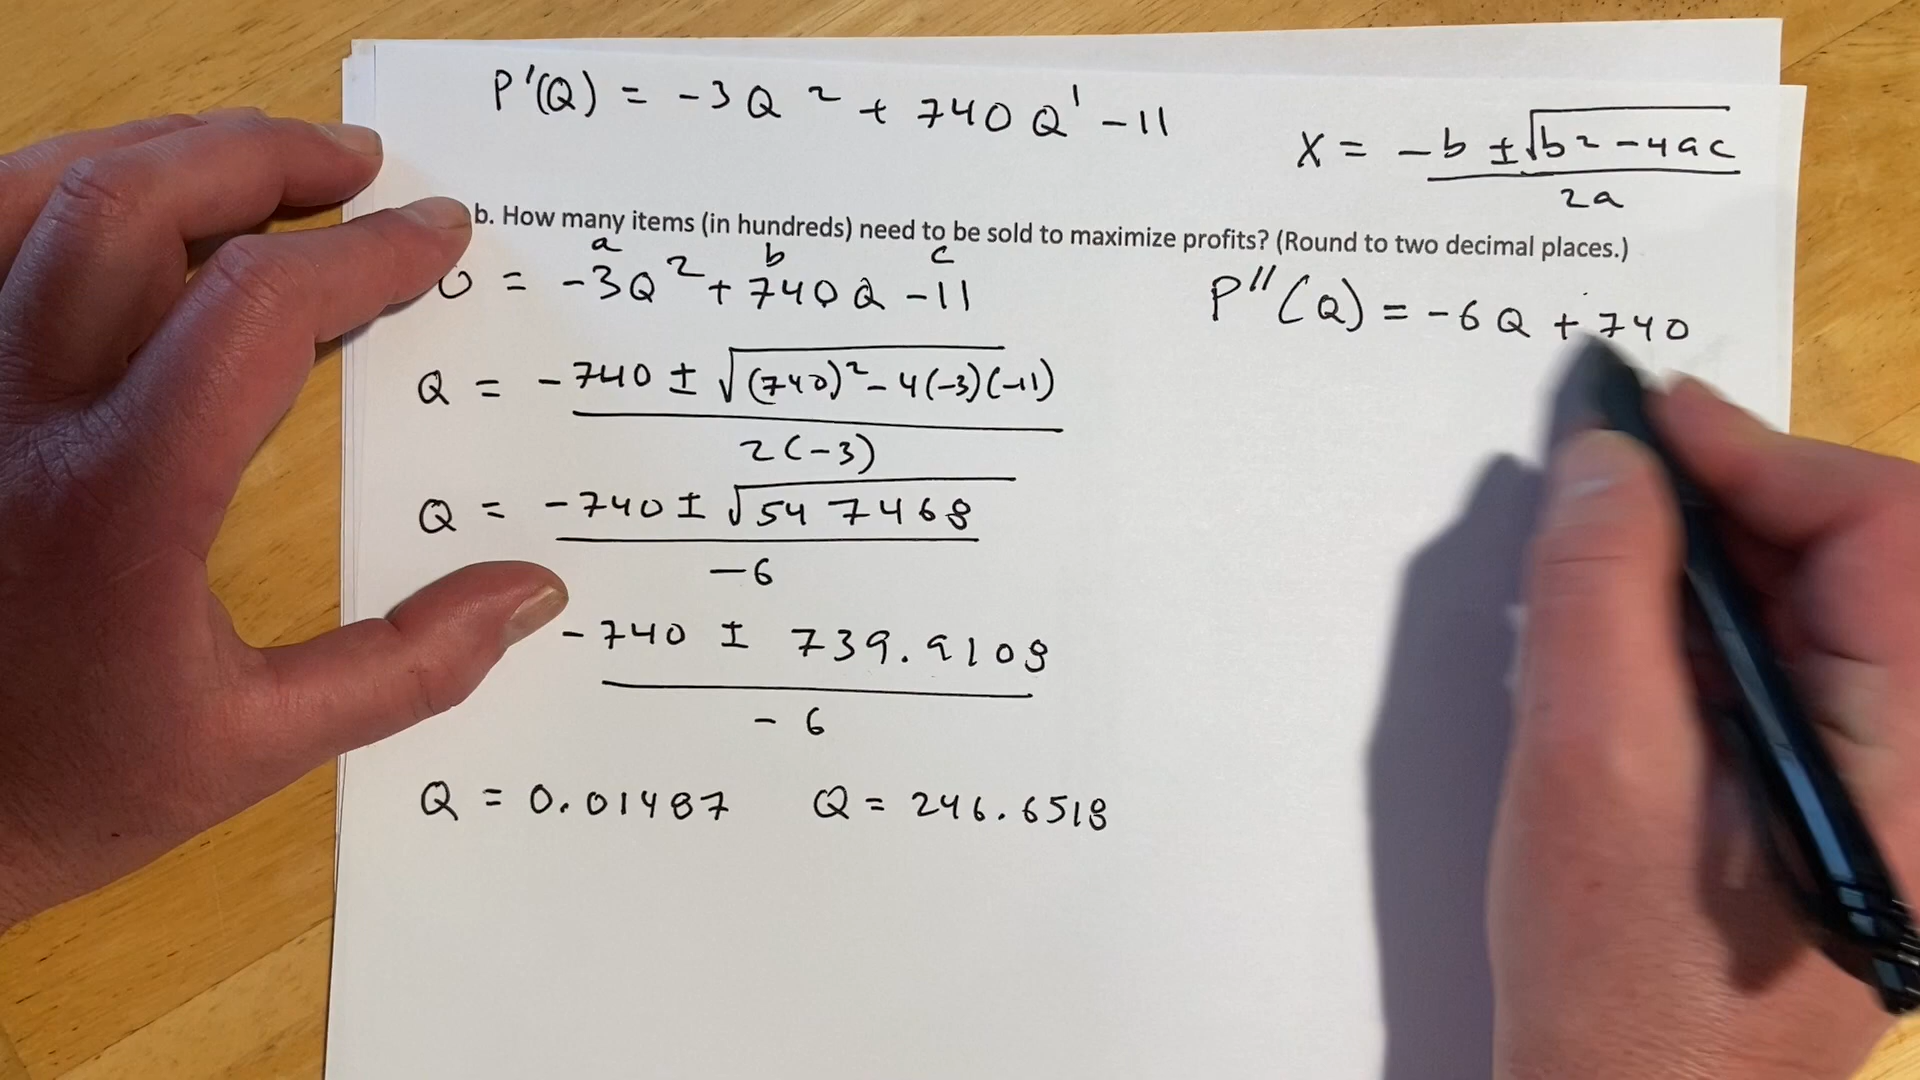 P'(Q) = -3Q² + 740Q¹ - 11
x = (-b ± √(b² - 4ac)) / 2a
b. How many items (in hundreds) need to be sold to maximize profits? (Round to two decimal places.)
a b c
0 = -3Q² + 740Q - 11
P''(Q) = -6Q + 740
Q = (-740 ± √((740)² - 4(-3)(-11))) / 2(-3)
Q = (-740 ± √547468) / -6
(-740 ± 739.9108) / -6
Q = 0.01487 Q = 246.6518